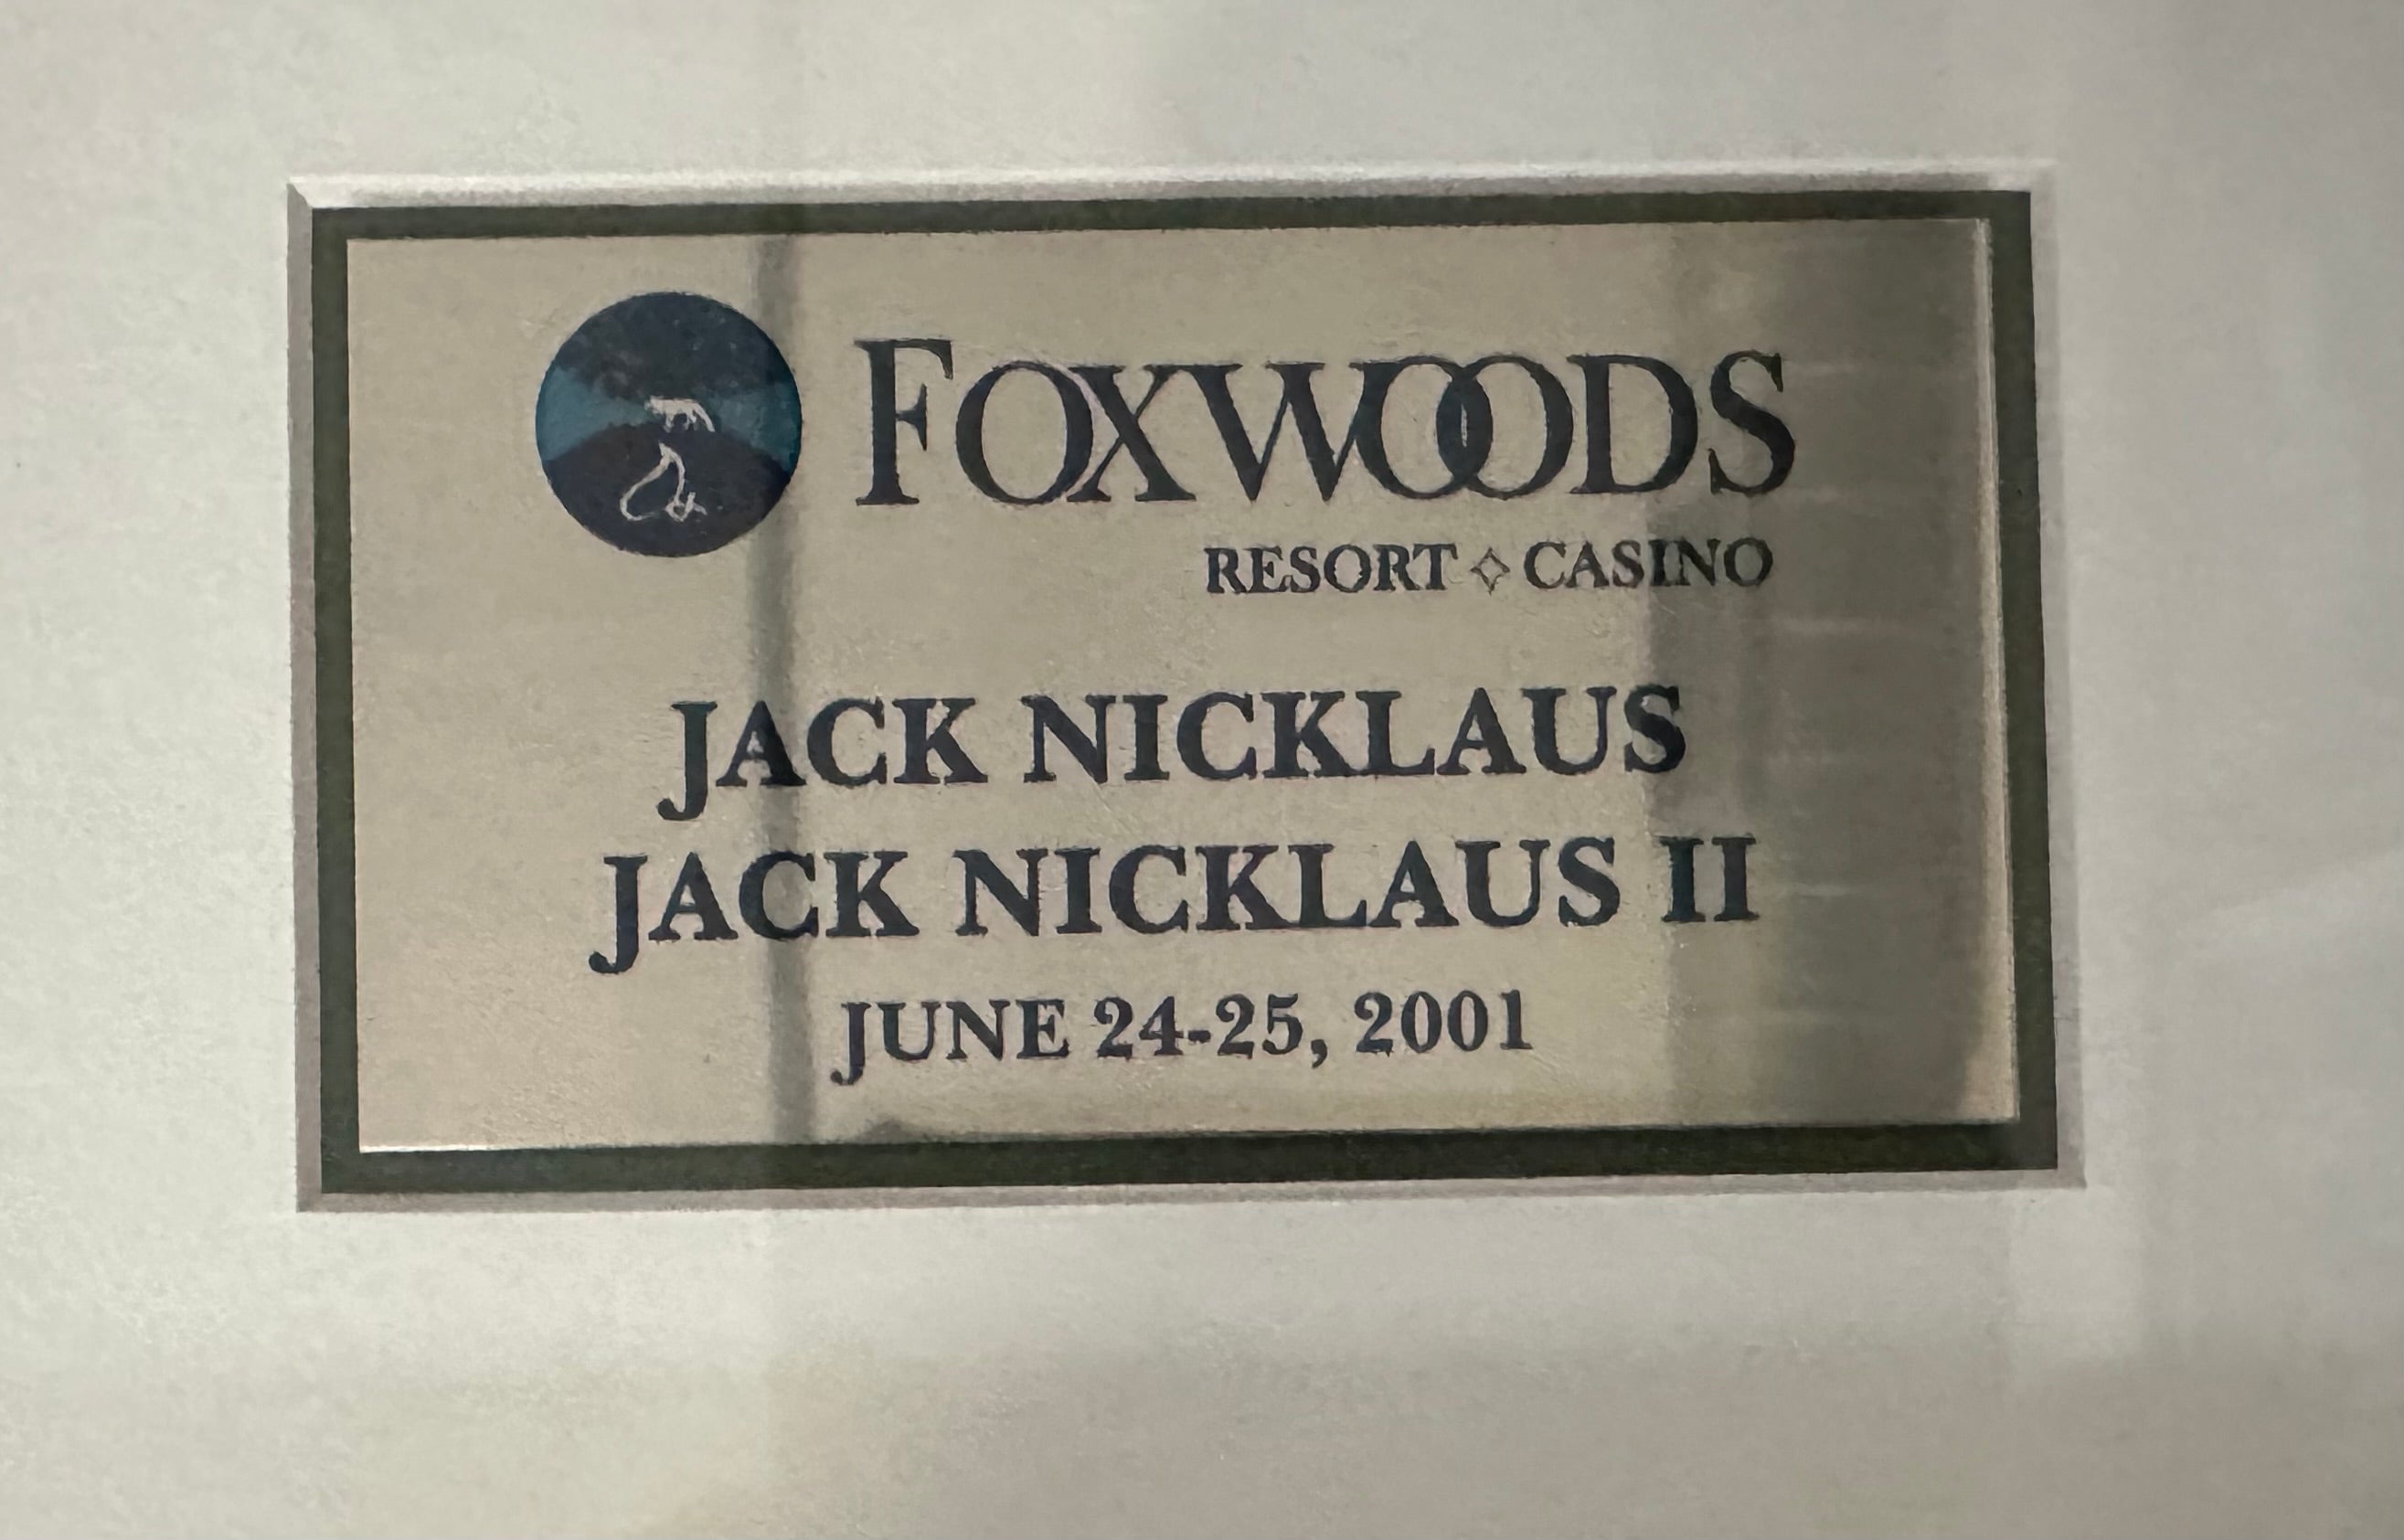 FOXWOODS
RESORT ◇ CASINO
JACK NICKLAUS
JACK NICKLAUS II
JUNE 24-25, 2001